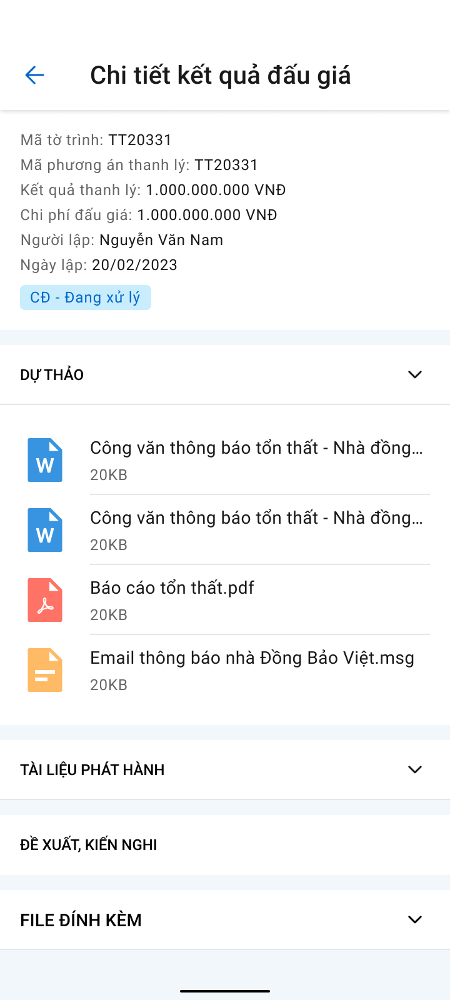 Chi tiết kết quả đấu giá
Mã tờ trình: TT20331
Mã phương án thanh lý: TT20331
Kết quả thanh lý: 1.000.000.000 VNĐ
Chi phí đấu giá: 1.000.000.000 VNĐ
Người lập: Nguyễn Văn Nam
Ngày lập: 20/02/2023
CĐ - Đang xử lý
DỰ THẢO
W
Công văn thông báo tổn thất - Nhà đồng...
20KB
W
Công văn thông báo tổn thất - Nhà đồng...
20KB
Báo cáo tổn thất.pdf
20KB
Email thông báo nhà Đồng Bảo Việt.msg
20KB
TÀI LIỆU PHÁT HÀNH
ĐỀ XUẤT, KIẾN NGHI
FILE ĐÍNH KÈM